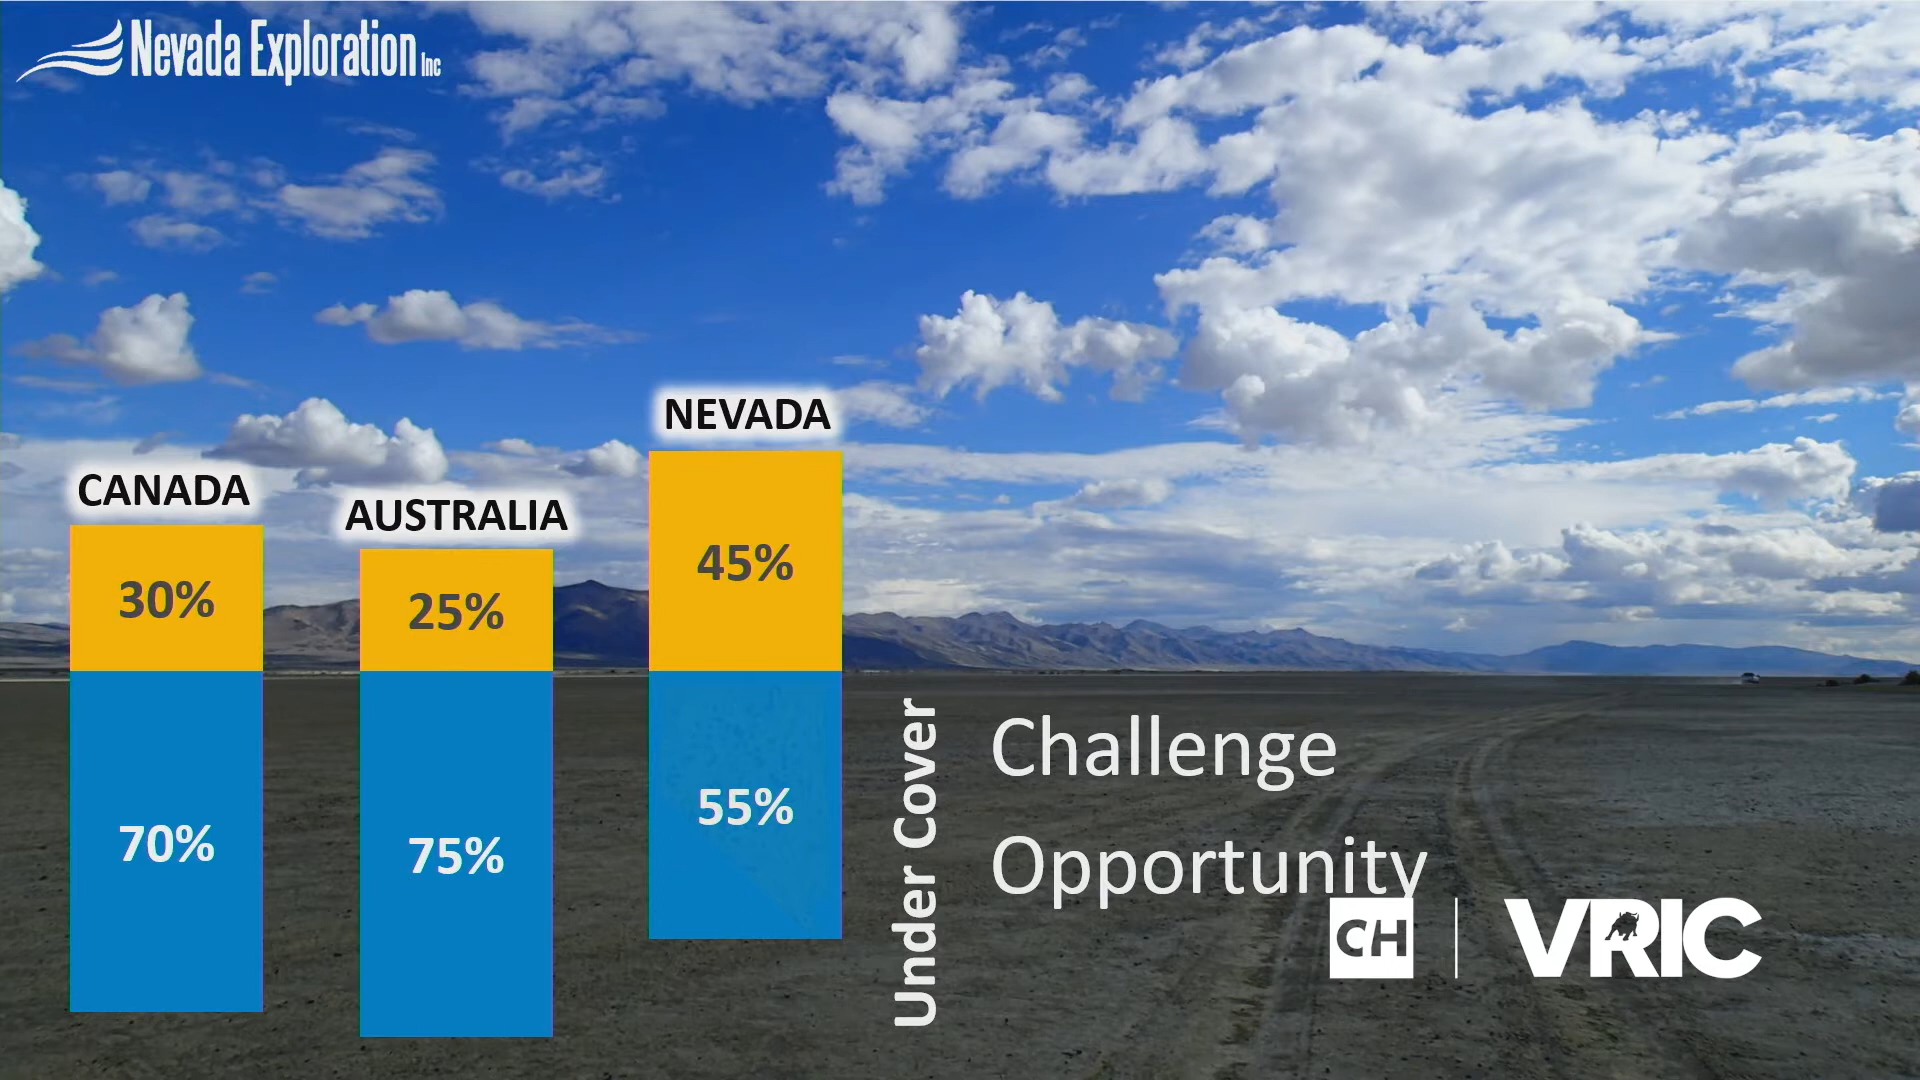 Nevada Exploration Inc
CANADA
30%
70%
AUSTRALIA
25%
75%
NEVADA
45%
55%
Under Cover
Challenge
Opportunity
CH
VRIC